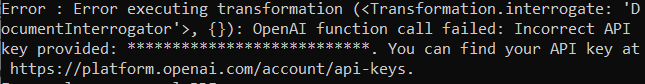 Error : Error executing transformation (<Transformation.interrogate: 'D
ocumentInterrogator'>, {}): OpenAI function call failed: Incorrect API
key provided: ****************************. You can find your API key at
https://platform.openai.com/account/api-keys.